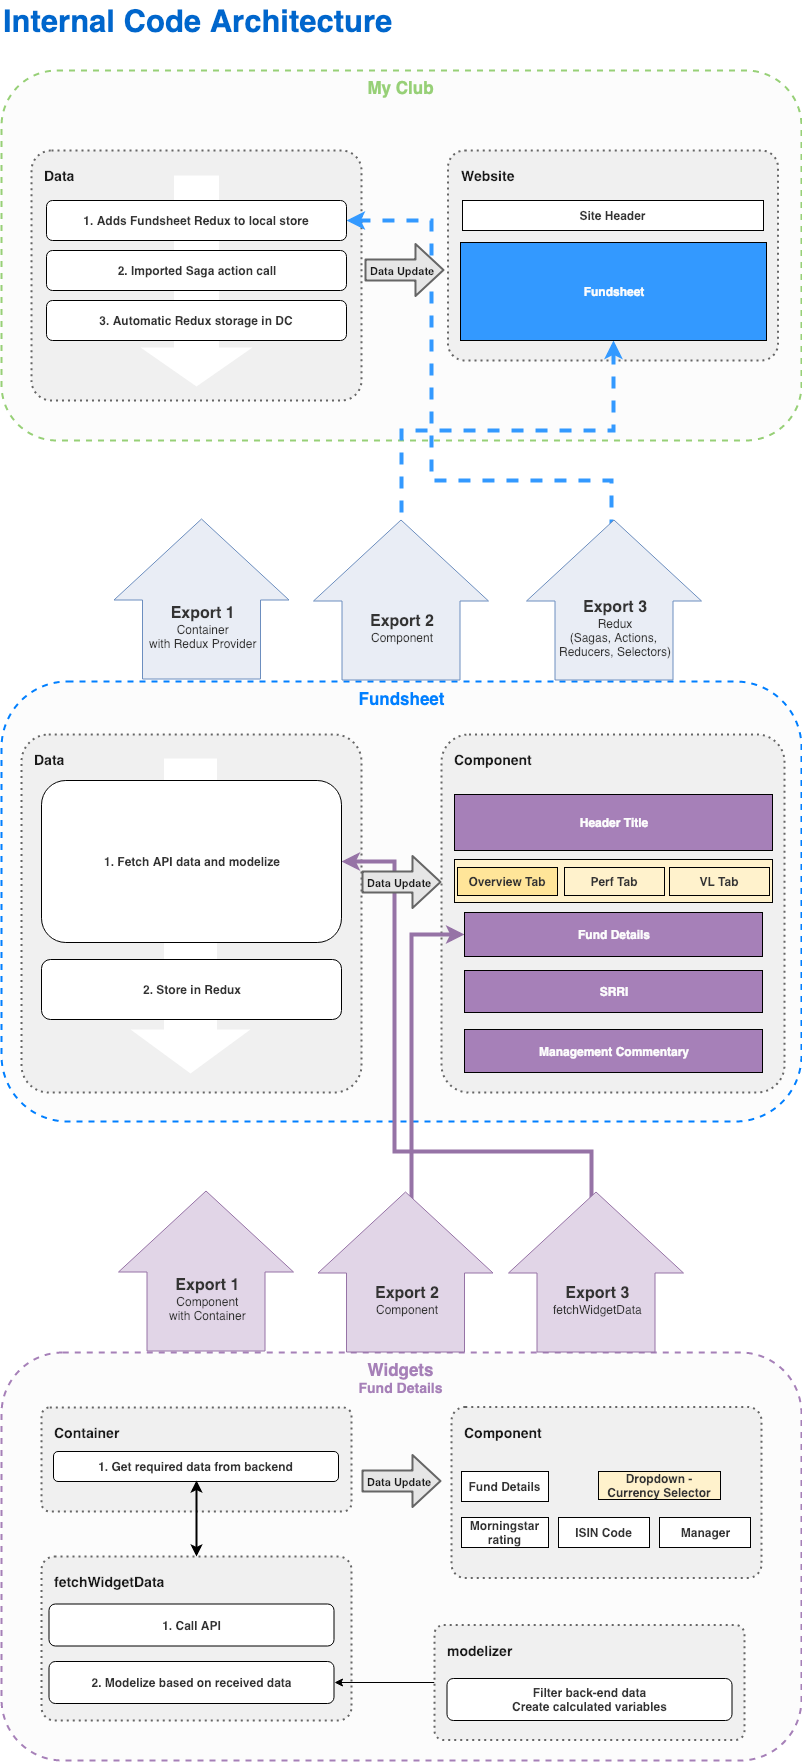 Internal Code Architecture
My Club
Data
1. Adds Fundsheet Redux to local store
2. Imported Saga action call
3. Automatic Redux storage in DC
Data Update
Website
Site Header
Fundsheet
Export 1
Container
with Redux Provider
Export 2
Component
Export 3
Redux
(Sagas, Actions,
Reducers, Selectors)
Fundsheet
Data
1. Fetch API data and modelize
2. Store in Redux
Data Update
Component
Header Title
Overview Tab
Perf Tab
VL Tab
Fund Details
SRRI
Management Commentary
Export 1
Component
with Container
Export 2
Component
Export 3
fetchWidgetData
Widgets
Fund Details
Container
1. Get required data from backend
Data Update
Component
Fund Details
Dropdown -
Currency Selector
Morningstar
rating
ISIN Code
Manager
fetchWidgetData
1. Call API
2. Modelize based on received data
modelizer
Filter back-end data
Create calculated variables